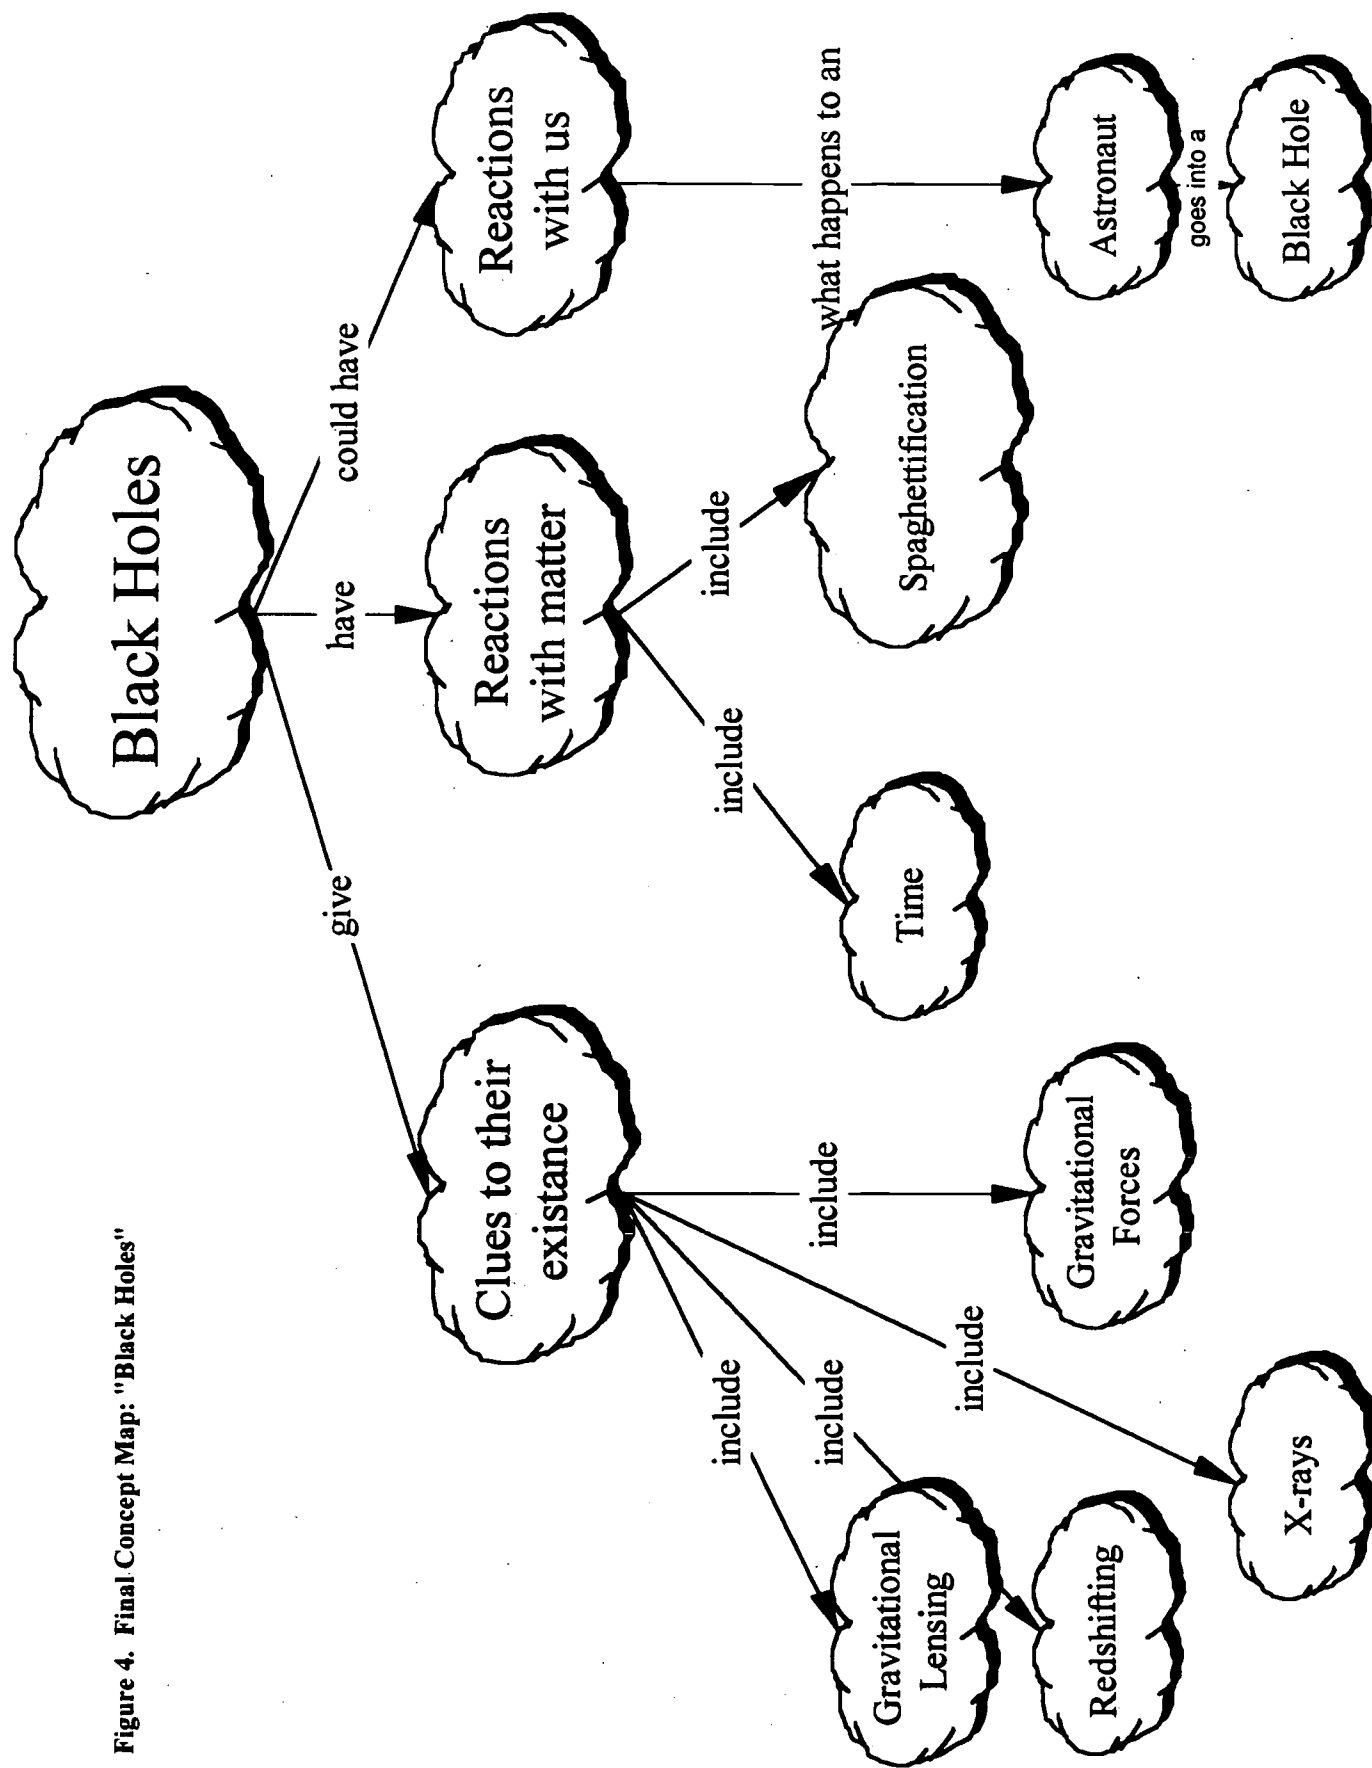 Figure 4. Final Concept Map: "Black Holes"
Black Holes
give
have
could have
Clues to their
existance
Reactions
with matter
Reactions
with us
include
include
include
include
include
include
what happens to an
Gravitational
Lensing
Redshifting
X-rays
Gravitational
Forces
Time
Spaghettification
Astronaut
goes into a
Black Hole